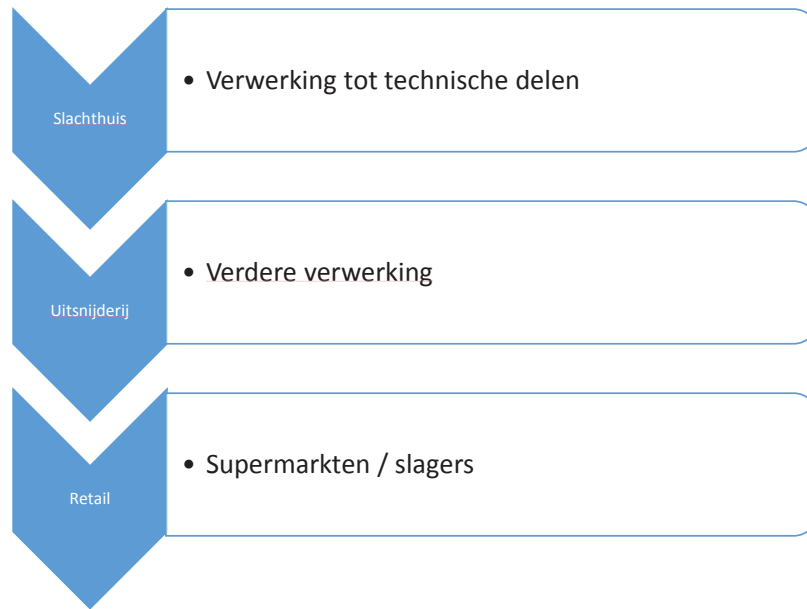 Slachthuis
• Verwerking tot technische delen
Uitsnijderij
• Verdere verwerking
Retail
• Supermarkten / slagers